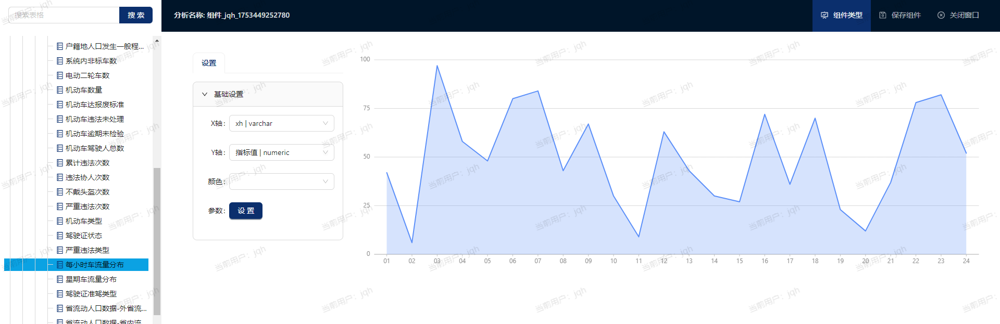 搜索表格
搜 索
分析名称: 组件_jqh_1753449252780
组件类型
保存组件
关闭窗口
户籍地人口发生一般程...
系统内非标车数
电动二轮车数
机动车数量
机动车达报废标准
机动车违法未处理
机动车逾期未检验
机动车驾驶人总数
累计违法次数
违法协人次数
不戴头盔次数
严重违法次数
机动车类型
驾驶证状态
严重违法类型
每小时车流量分布
星期车流量分布
驾驶证准驾类型
省流动人口数据-外省流...
省流动人口数据-省内流
设置
基础设置
X轴:
xh | varchar
Y轴:
指标值 | numeric
颜色:
参数:
设 置
100
75
50
25
0
01 02 03 04 05 06 07 08 09 10 11 12 13 14 15 16 17 18 19 20 21 22 23 24
当前用户：jqh